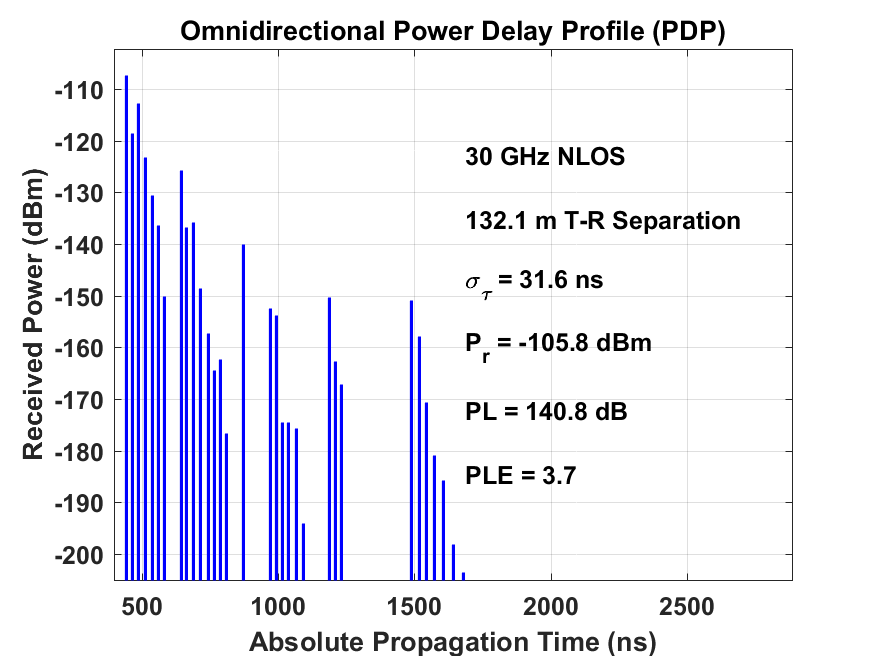 Omnidirectional Power Delay Profile (PDP)
Received Power (dBm)
-110
-120
-130
-140
-150
-160
-170
-180
-190
-200
30 GHz NLOS
132.1 m T-R Separation
σ_τ = 31.6 ns
P_r = -105.8 dBm
PL = 140.8 dB
PLE = 3.7
500 1000 1500 2000 2500
Absolute Propagation Time (ns)